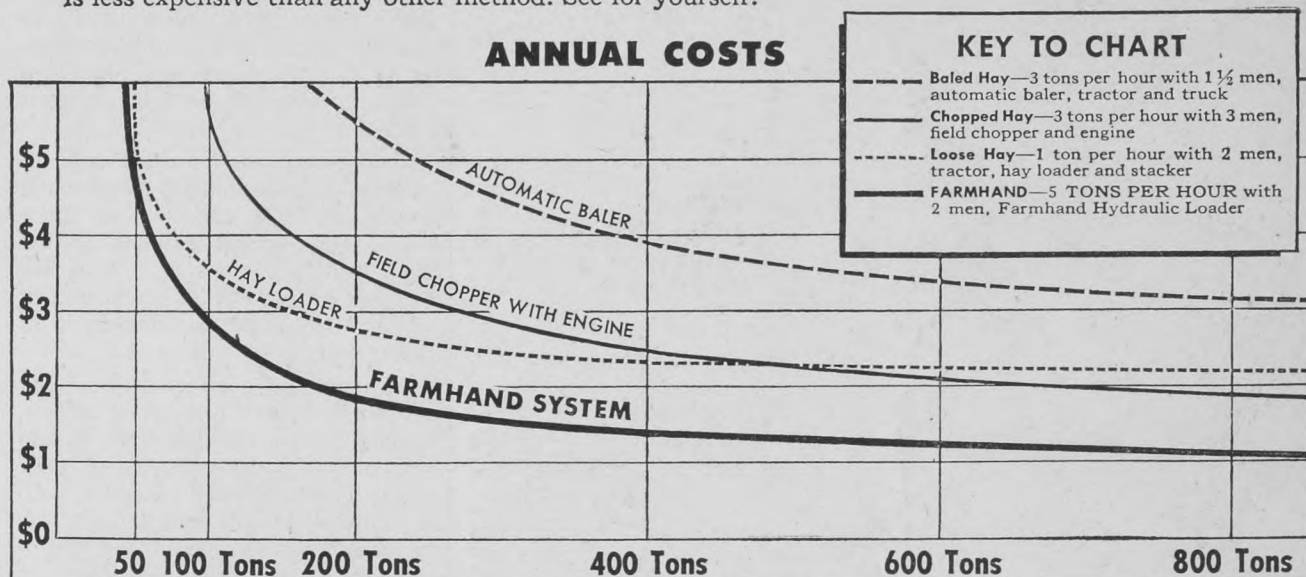 is less expensive than any other method. See for yourself:
ANNUAL COSTS
KEY TO CHART
Baled Hay—3 tons per hour with 1 ½ men,
automatic baler, tractor and truck
Chopped Hay—3 tons per hour with 3 men,
field chopper and engine
Loose Hay—1 ton per hour with 2 men,
tractor, hay loader and stacker
FARMHAND—5 TONS PER HOUR with
2 men, Farmhand Hydraulic Loader
$5
$4
$3
$2
$1
$0
AUTOMATIC BALER
FIELD CHOPPER WITH ENGINE
HAY LOADER
FARMHAND SYSTEM
50 100 Tons 200 Tons 400 Tons 600 Tons 800 Tons